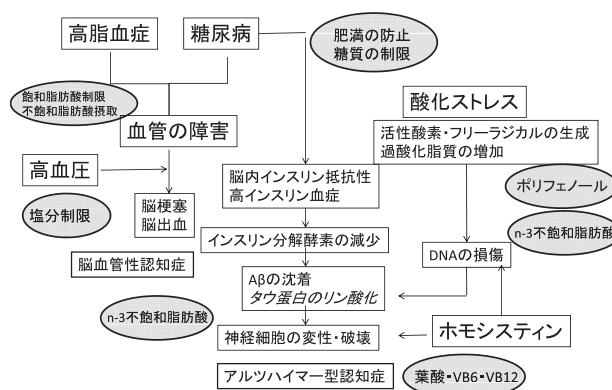 高脂血症
糖尿病
肥満の防止
糖質の制限
飽和脂肪酸制限
不飽和脂肪酸摂取
血管の障害
酸化ストレス
活性酸素・フリーラジカルの生成
過酸化脂質の増加
高血圧
脳内インスリン抵抗性
高インスリン血症
ポリフェノール
塩分制限
脳梗塞
脳出血
インスリン分解酵素の減少
n-3不飽和脂肪酸
脳血管性認知症
DNAの損傷
Aβの沈着
タウ蛋白のリン酸化
n-3不飽和脂肪酸
神経細胞の変性・破壊
ホモシスティン
アルツハイマー型認知症
葉酸・VB6・VB12